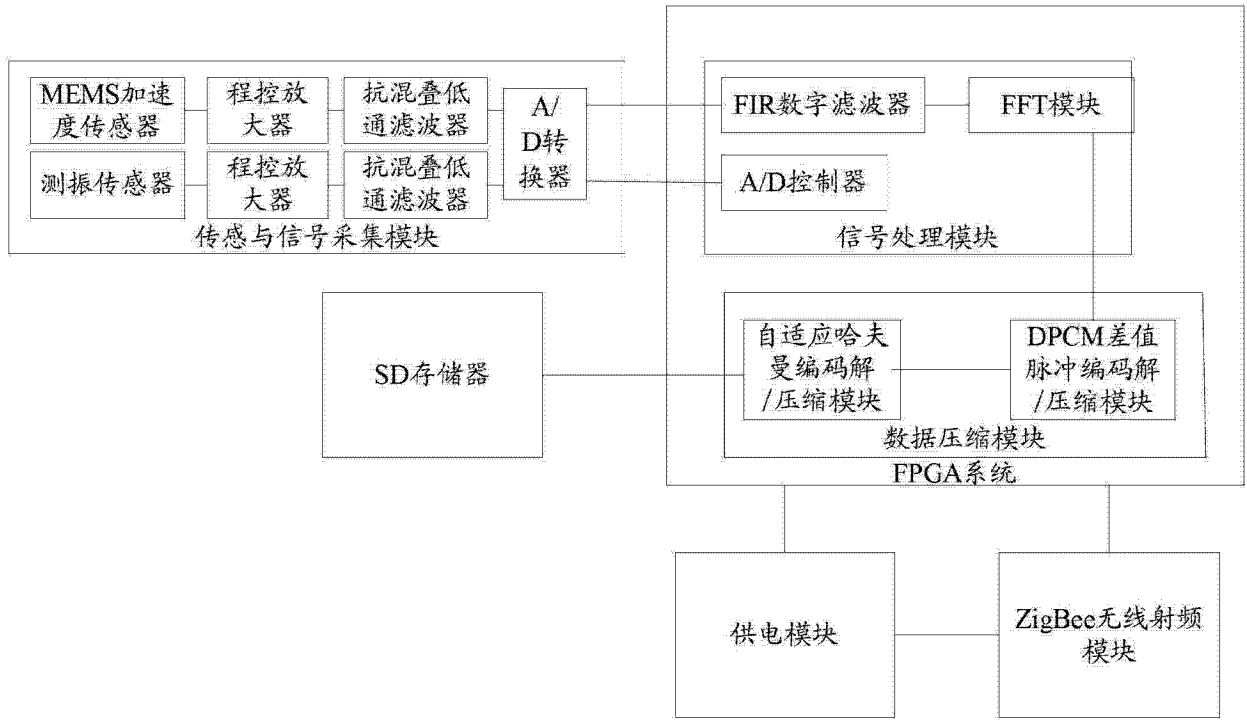 MEMS加速
度传感器
程控放
大器
抗混叠低
通滤波器
A/
D转
换器
测振传感器
程控放
大器
抗混叠低
通滤波器
传感与信号采集模块
FIR数字滤波器
FFT模块
A/D控制器
信号处理模块
SD存储器
自适应哈夫
曼编码解
/压缩模块
DPCM差值
脉冲编码解
/压缩模块
数据压缩模块
FPGA系统
供电模块
ZigBee无线射频
模块